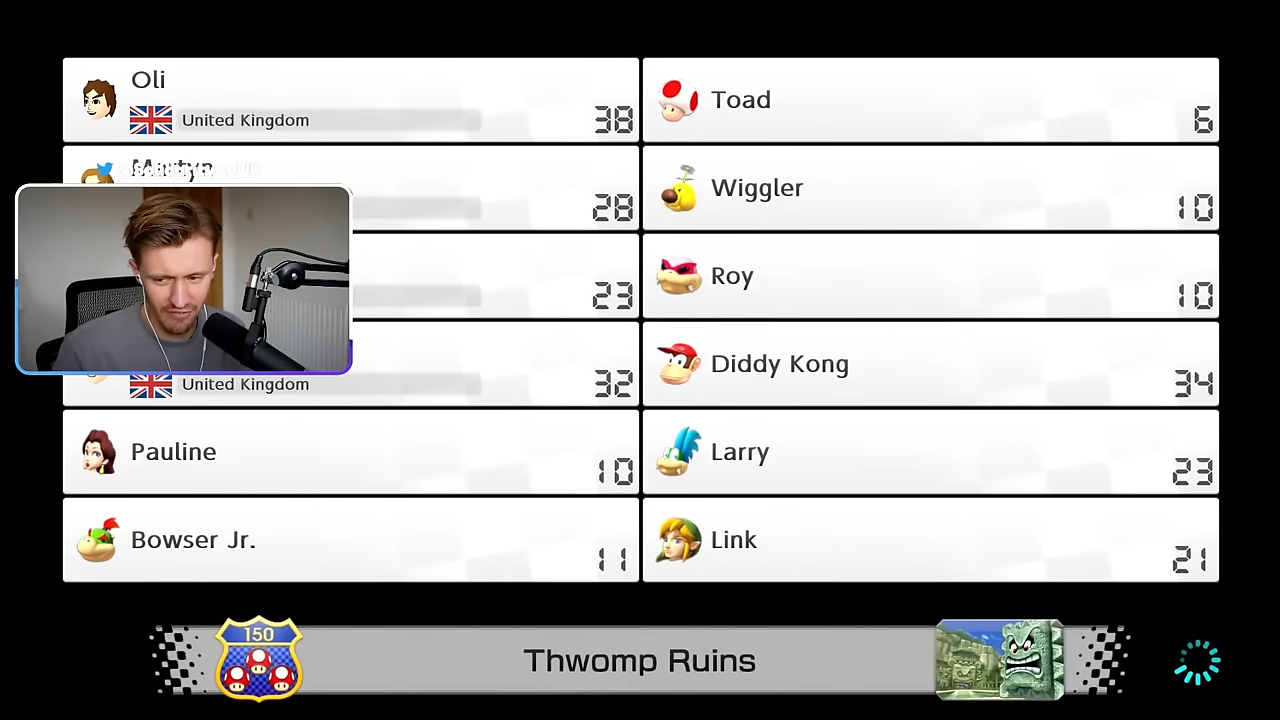 Oli
United Kingdom
38
Martyn
28
23
United Kingdom
32
Pauline
10
Bowser Jr.
11
Toad
6
Wiggler
10
Roy
10
Diddy Kong
34
Larry
23
Link
21
150
Thwomp Ruins